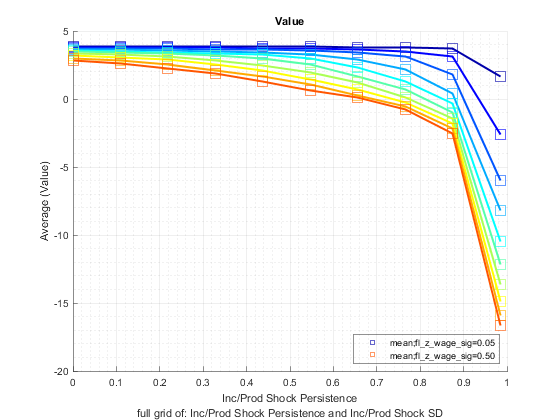 Value
5
0
-5
-10
-15
-20
Average (Value)
0 0.1 0.2 0.3 0.4 0.5 0.6 0.7 0.8 0.9 1
mean;fl_z_wage_sig=0.05
mean;fl_z_wage_sig=0.50
Inc/Prod Shock Persistence
full grid of: Inc/Prod Shock Persistence and Inc/Prod Shock SD